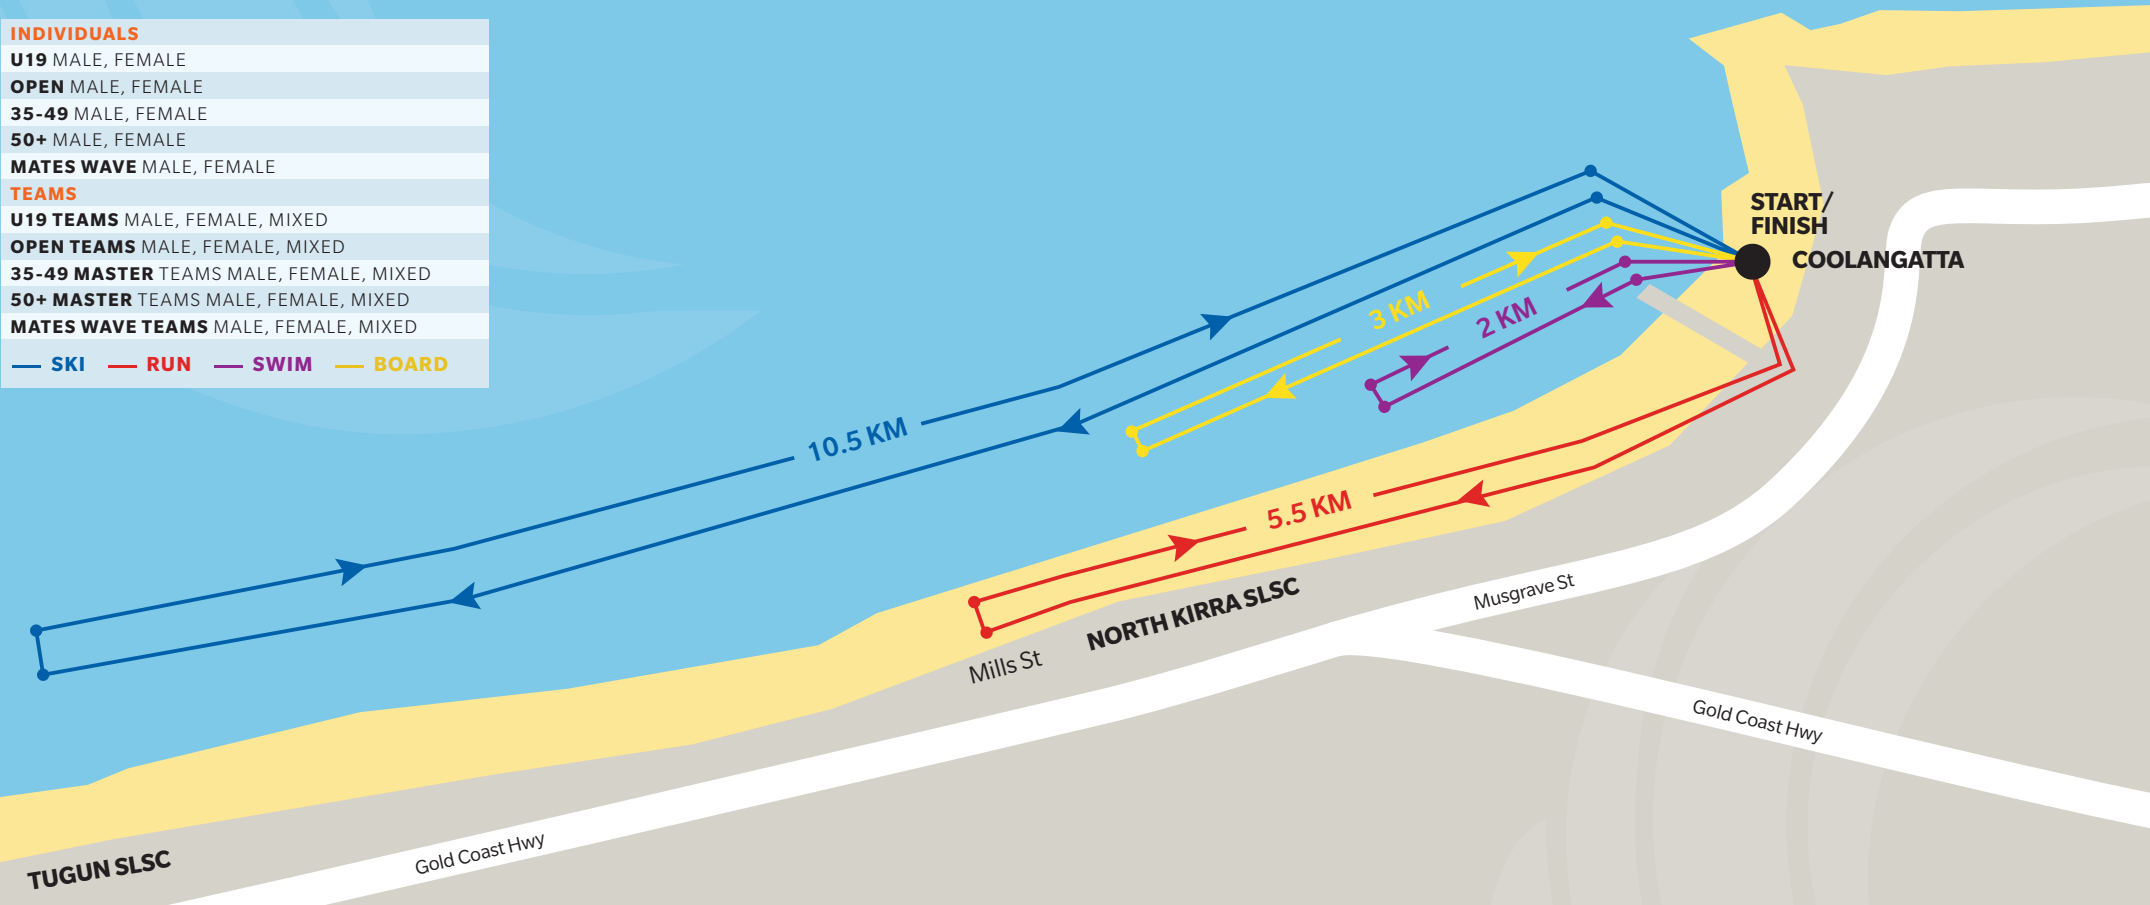 INDIVIDUALS
U19 MALE, FEMALE
OPEN MALE, FEMALE
35-49 MALE, FEMALE
50+ MALE, FEMALE
MATES WAVE MALE, FEMALE
TEAMS
U19 TEAMS MALE, FEMALE, MIXED
OPEN TEAMS MALE, FEMALE, MIXED
35-49 MASTER TEAMS MALE, FEMALE, MIXED
50+ MASTER TEAMS MALE, FEMALE, MIXED
MATES WAVE TEAMS MALE, FEMALE, MIXED
SKI RUN SWIM BOARD
START/
FINISH
COOLANGATTA
3 KM
2 KM
10.5 KM
5.5 KM
NORTH KIRRA SLSC
Musgrave St
Mills St
Gold Coast Hwy
Gold Coast Hwy
TUGUN SLSC